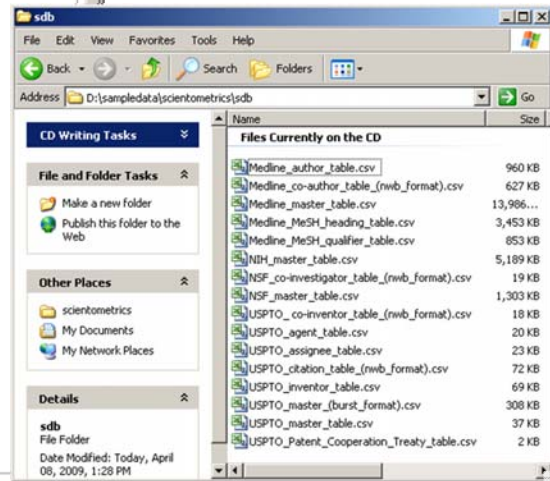 sdb
File Edit View Favorites Tools Help
Back Search Folders
Address D:\sampledata\scientometrics\sdb Go
CD Writing Tasks
File and Folder Tasks
Make a new folder
Publish this folder to the
Web
Other Places
scientometrics
My Documents
My Network Places
Details
sdb
File Folder
Date Modified: Today, April
08, 2009, 1:28 PM
Name Size
Files Currently on the CD
Medline_author_table.csv 960 KB
Medline_co-author_table_(nwb_format).csv 627 KB
Medline_master_table.csv 13,986...
Medline_MeSH_heading_table.csv 3,453 KB
Medline_MeSH_qualifier_table.csv 853 KB
NIH_master_table.csv 5,189 KB
NSF_co-investigator_table_(nwb_format).csv 19 KB
NSF_master_table.csv 1,303 KB
USPTO_ co-inventor_table_(nwb_format).csv 18 KB
USPTO_agent_table.csv 20 KB
USPTO_assignee_table.csv 23 KB
USPTO_citation_table_(nwb_format).csv 72 KB
USPTO_inventor_table.csv 69 KB
USPTO_master_(burst_format).csv 308 KB
USPTO_master_table.csv 37 KB
USPTO_Patent_Cooperation_Treaty_table.csv 2 KB